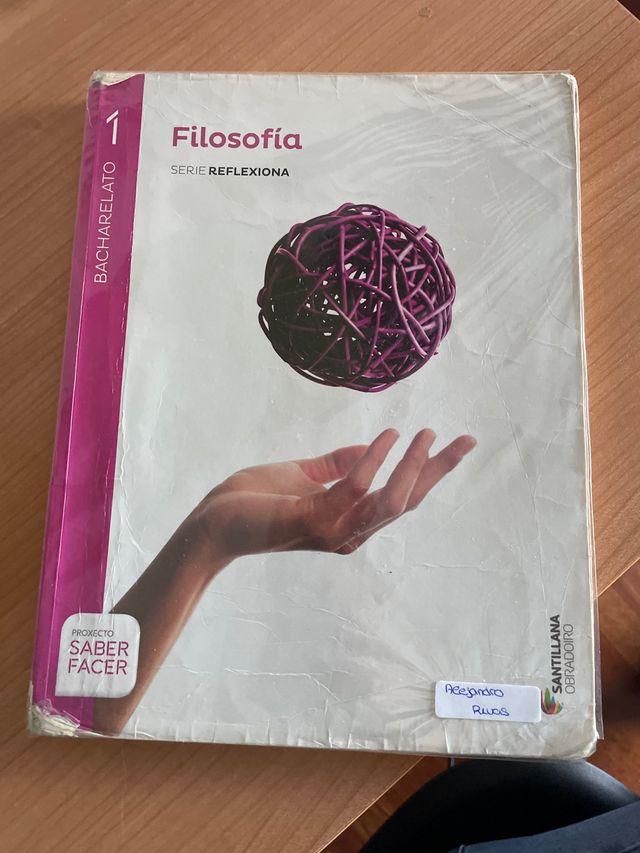 1
BACHARELATO
Filosofía
SERIE REFLEXIONA
PROXECTO
SABER
FACER
Alejandro
Rivas
SANTILLANA
OBRADOIRO